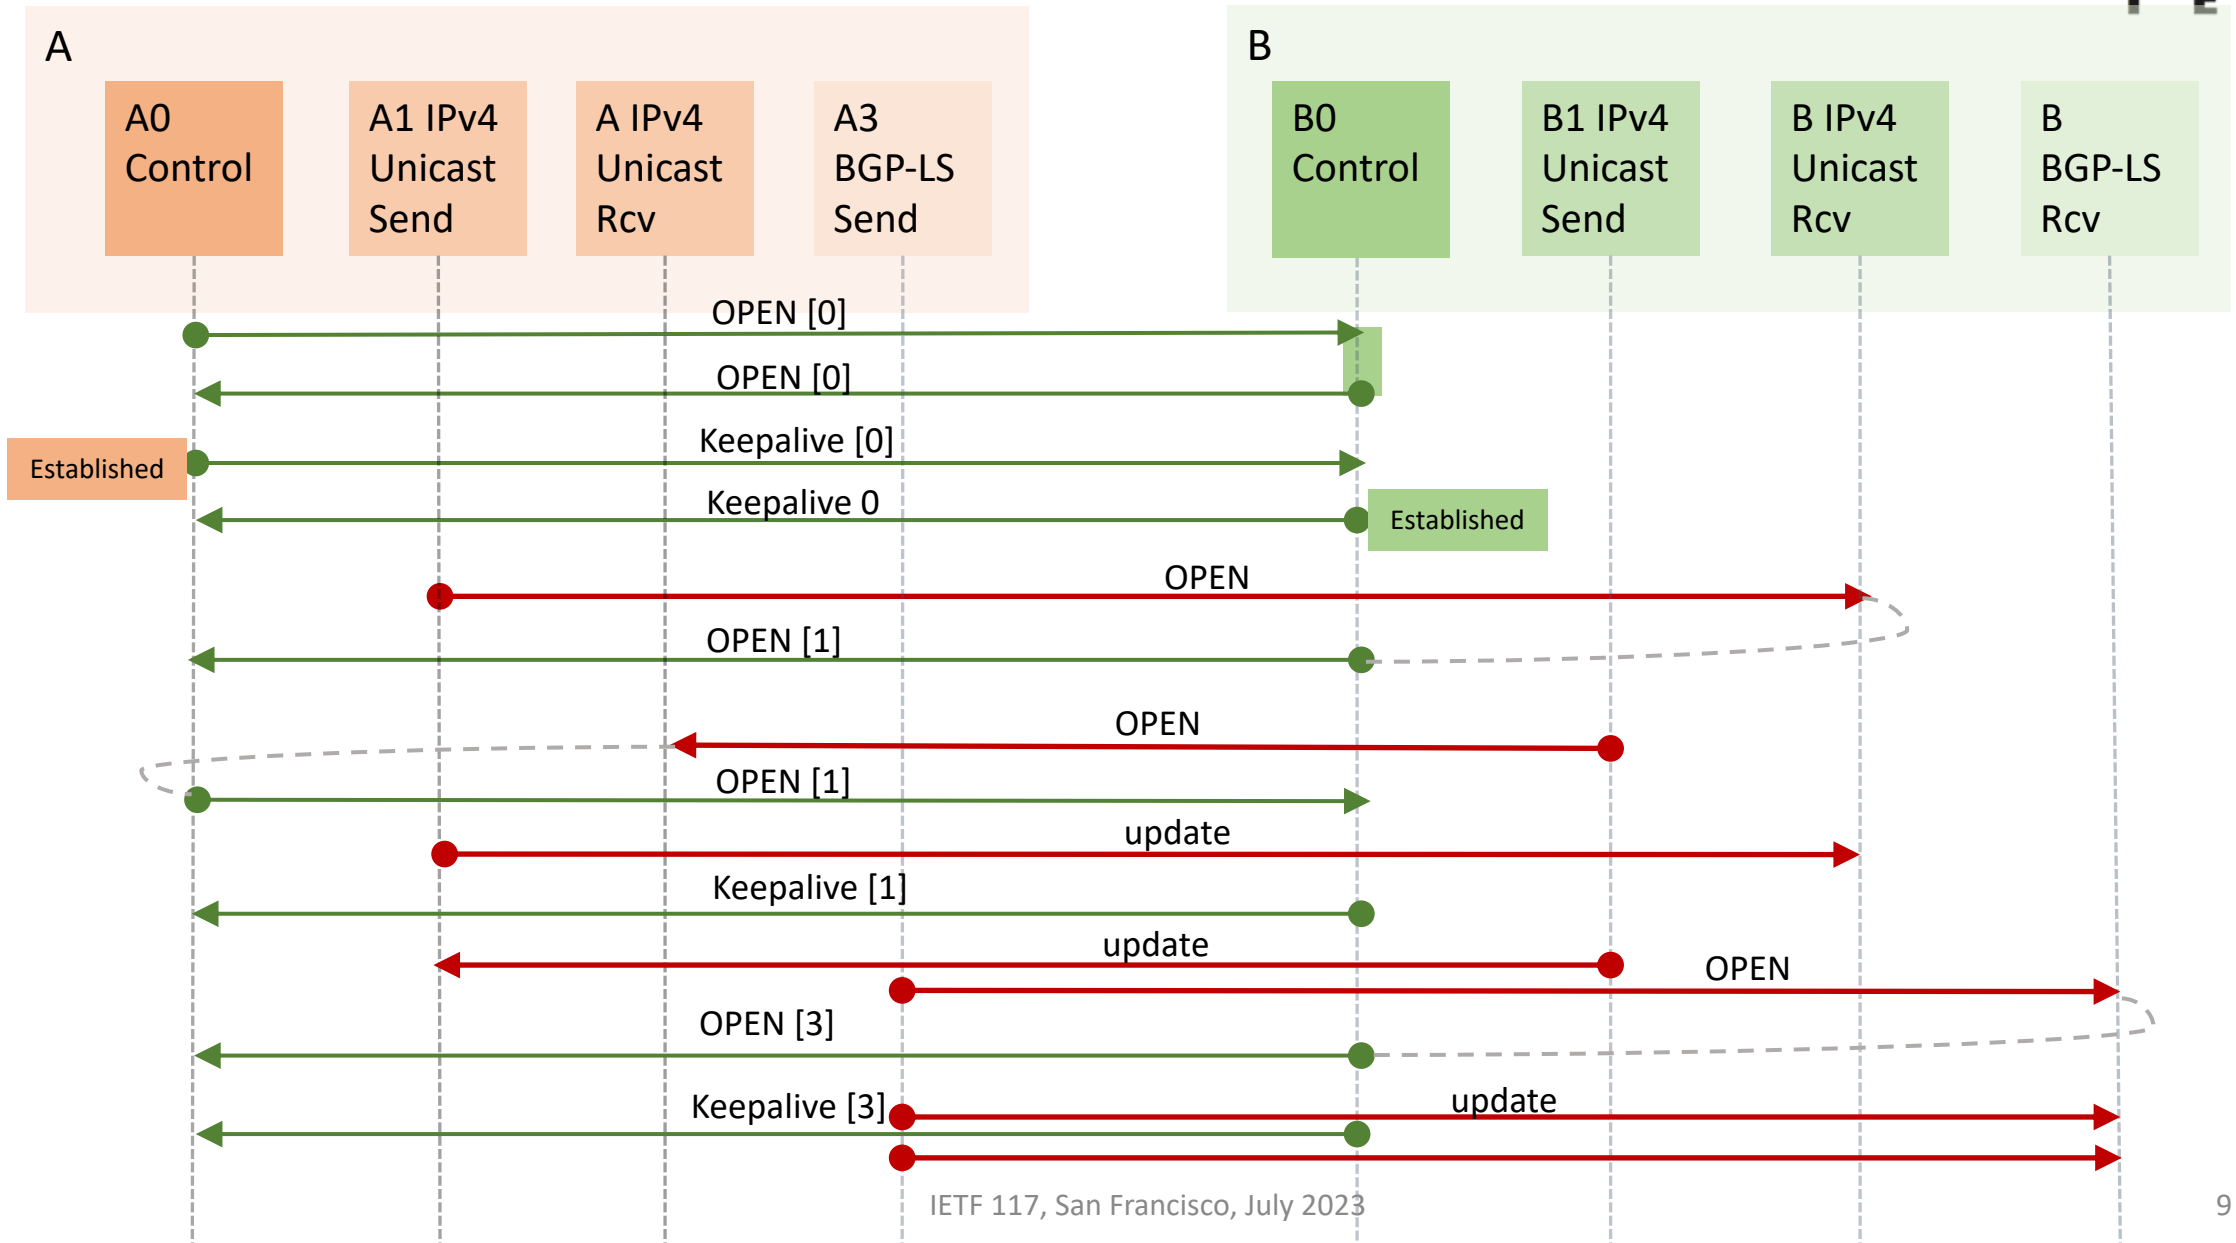 A
B
A0
Control
A1 IPv4
Unicast
Send
A IPv4
Unicast
Rcv
A3
BGP-LS
Send
B0
Control
B1 IPv4
Unicast
Send
B IPv4
Unicast
Rcv
B
BGP-LS
Rcv
OPEN [0]
OPEN [0]
Keepalive [0]
Established
Keepalive 0
Established
OPEN
OPEN [1]
OPEN
OPEN [1]
update
Keepalive [1]
update
OPEN
OPEN [3]
Keepalive [3]
update
IETF 117, San Francisco, July 2023
9